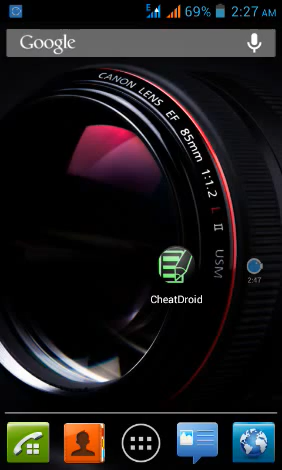 E 69% 2:27 AM
Google
CANON LENS EF 85mm 1:1.2 L II USM
CheatDroid
2:47